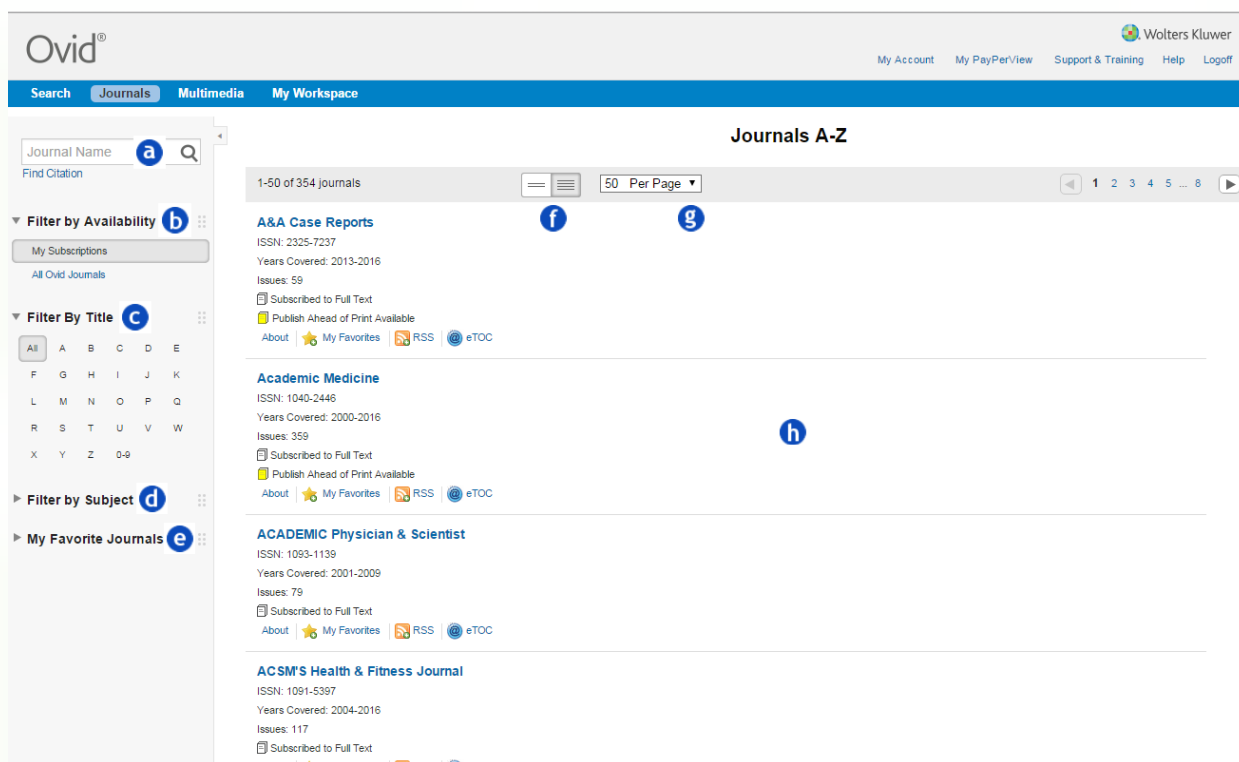 Ovid®
Wolters Kluwer
My Account My PayPerView Support & Training Help Logoff
Search Journals Multimedia My Workspace
Journal Name a
Find Citation
Filter by Availability b
My Subscriptions
All Ovid Journals
Filter By Title c
All A B C D E
F G H I J K
L M N O P Q
R S T U V W
X Y Z 0-9
Filter by Subject d
My Favorite Journals e
Journals A-Z
1-50 of 354 journals 50 Per Page 1 2 3 4 5 ... 8
f g
A&A Case Reports
ISSN: 2325-7237
Years Covered: 2013-2016
Issues: 59
Subscribed to Full Text
Publish Ahead of Print Available
About My Favorites RSS eTOC
Academic Medicine
ISSN: 1040-2446
Years Covered: 2000-2016
h
Issues: 359
Subscribed to Full Text
Publish Ahead of Print Available
About My Favorites RSS eTOC
ACADEMIC Physician & Scientist
ISSN: 1093-1139
Years Covered: 2001-2009
Issues: 79
Subscribed to Full Text
About My Favorites RSS eTOC
ACSM'S Health & Fitness Journal
ISSN: 1091-5397
Years Covered: 2004-2016
Issues: 117
Subscribed to Full Text